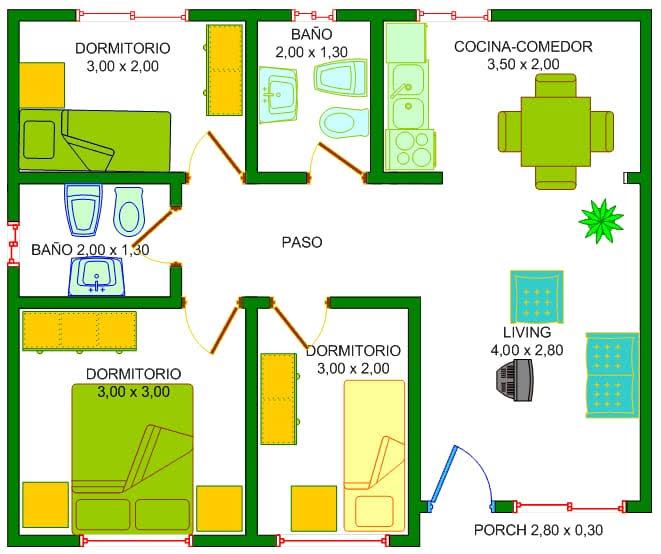 DORMITORIO
3,00 x 2,00
BAÑO
2,00 x 1,30
COCINA-COMEDOR
3,50 x 2,00
BAÑO 2,00 x 1,30
PASO
LIVING
4,00 x 2,80
DORMITORIO
3,00 x 3,00
DORMITORIO
3,00 x 2,00
PORCH 2,80 x 0,30